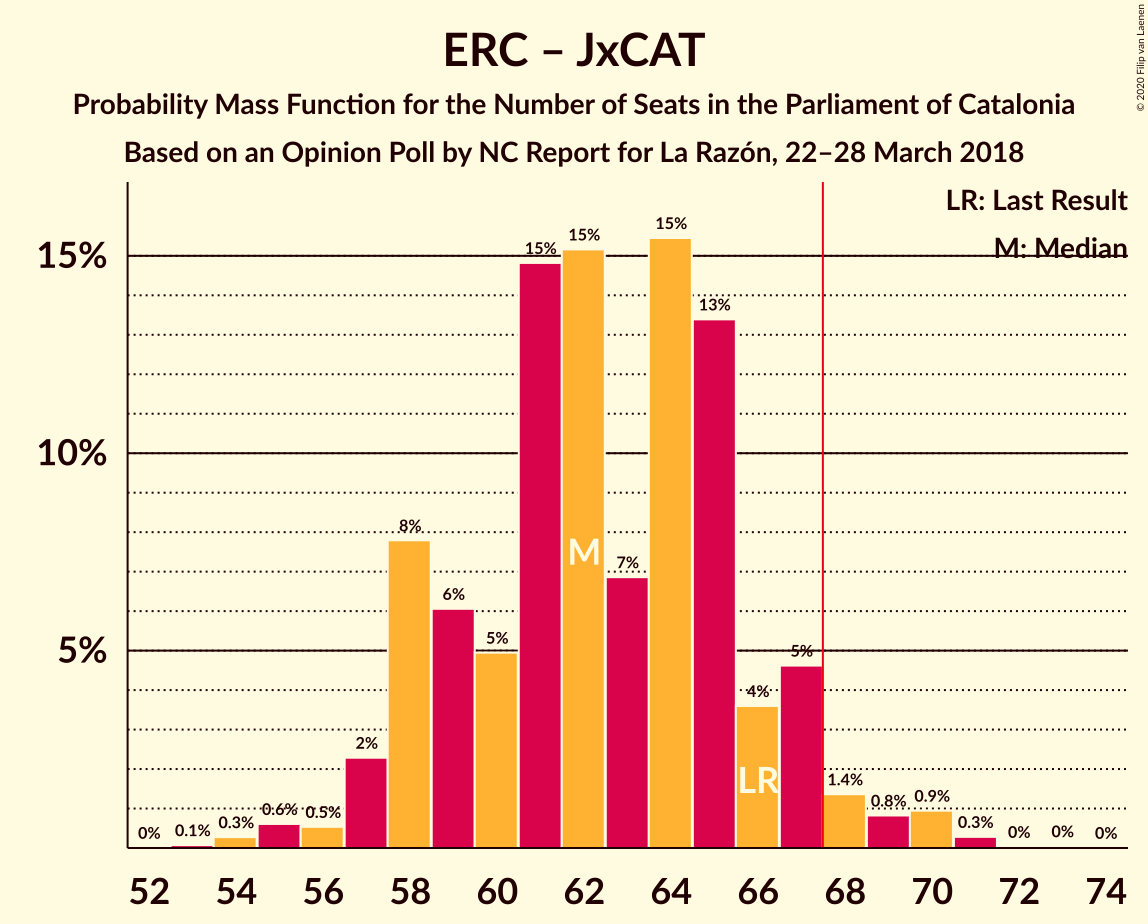 ERC – JxCAT
Probability Mass Function for the Number of Seats in the Parliament of Catalonia
Based on an Opinion Poll by NC Report for La Razón, 22–28 March 2018
© 2020 Filip van Laenen
LR: Last Result
M: Median
15%
10%
5%
0%
0.1%
0.3%
0.6%
0.5%
2%
8%
6%
5%
15%
15%
7%
15%
13%
4%
5%
1.4%
0.8%
0.9%
0.3%
0%
0%
0%
M
LR
52 54 56 58 60 62 64 66 68 70 72 74